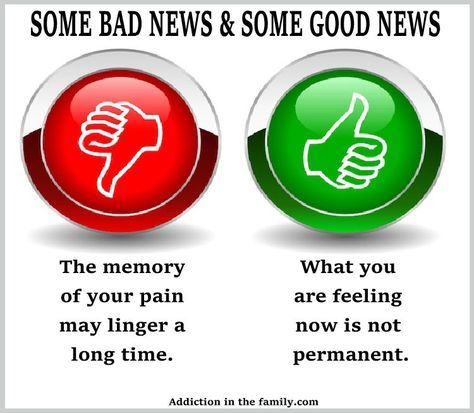 SOME BAD NEWS & SOME GOOD NEWS
The memory
of your pain
may linger a
long time.
What you
are feeling
now is not
permanent.
Addiction in the family.com